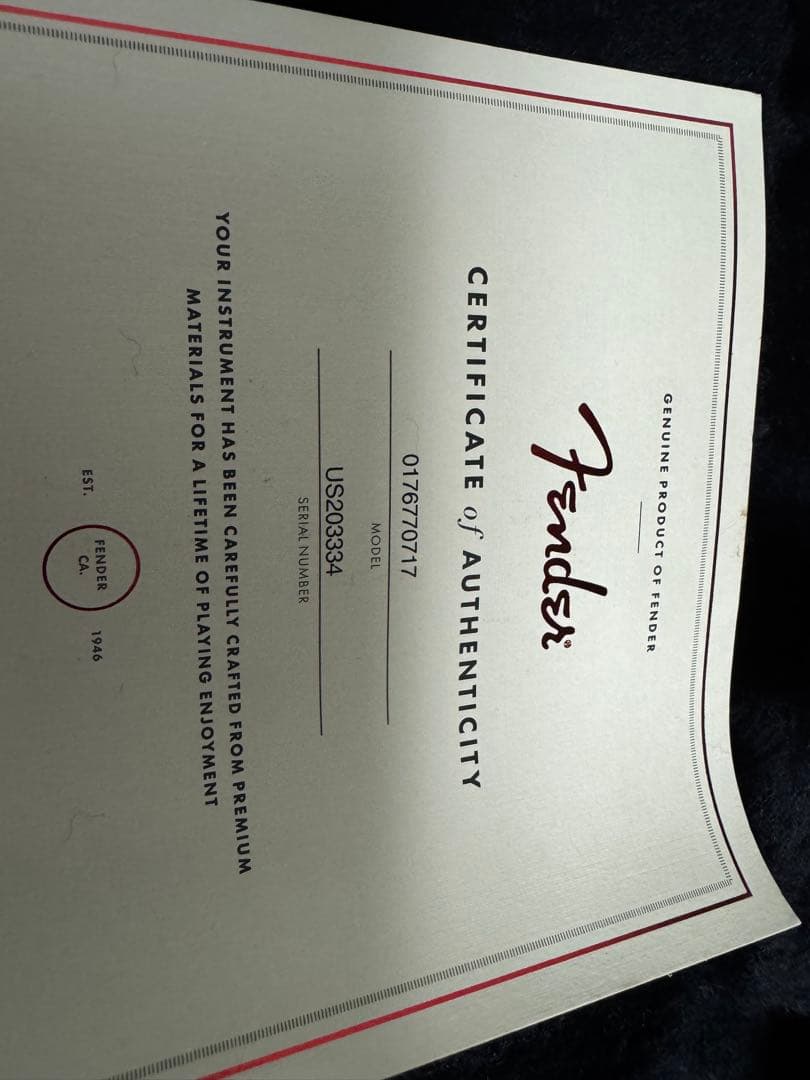 GENUINE PRODUCT OF FENDER
Fender®
CERTIFICATE of AUTHENTICITY
0176770717
MODEL
US203334
SERIAL NUMBER
YOUR INSTRUMENT HAS BEEN CAREFULLY CRAFTED FROM PREMIUM
MATERIALS FOR A LIFETIME OF PLAYING ENJOYMENT
EST. FENDER CA. 1946